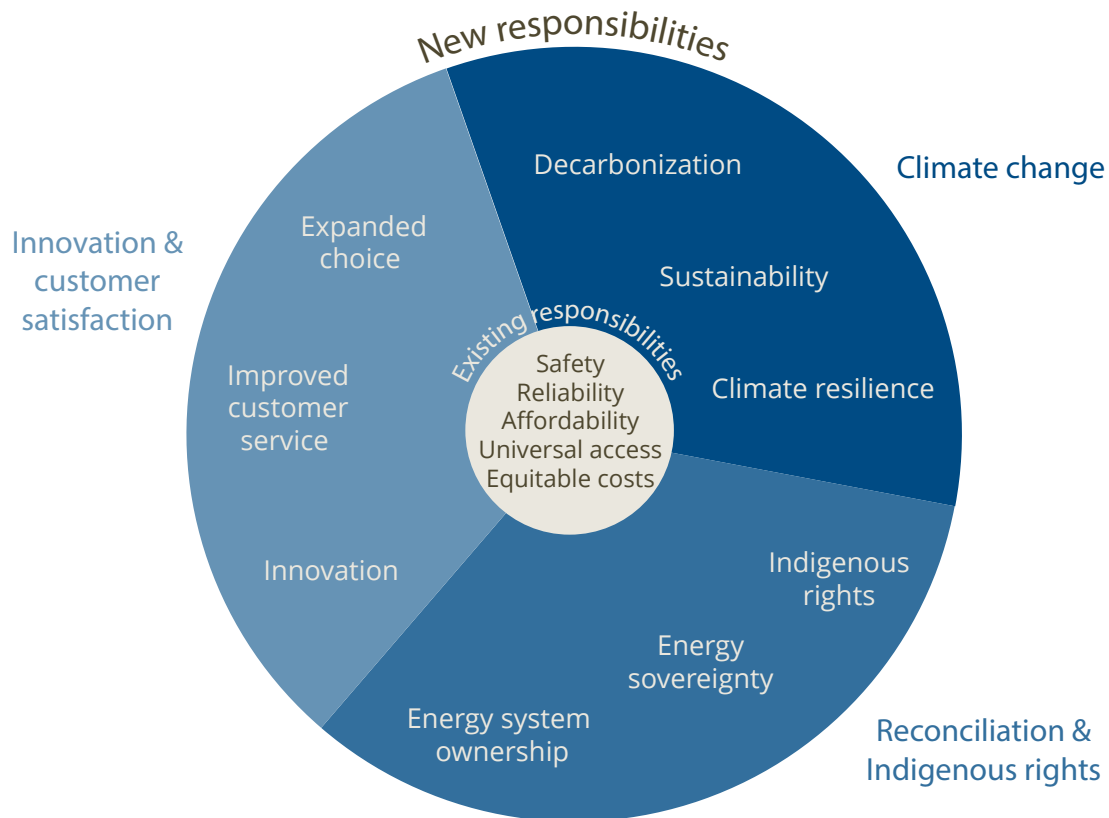 New responsibilities
Climate change
Decarbonization
Sustainability
Climate resilience
Innovation &
customer
satisfaction
Expanded
choice
Improved
customer
service
Innovation
Existing responsibilities
Safety
Reliability
Affordability
Universal access
Equitable costs
Indigenous
rights
Energy
sovereignty
Energy system
ownership
Reconciliation &
Indigenous rights